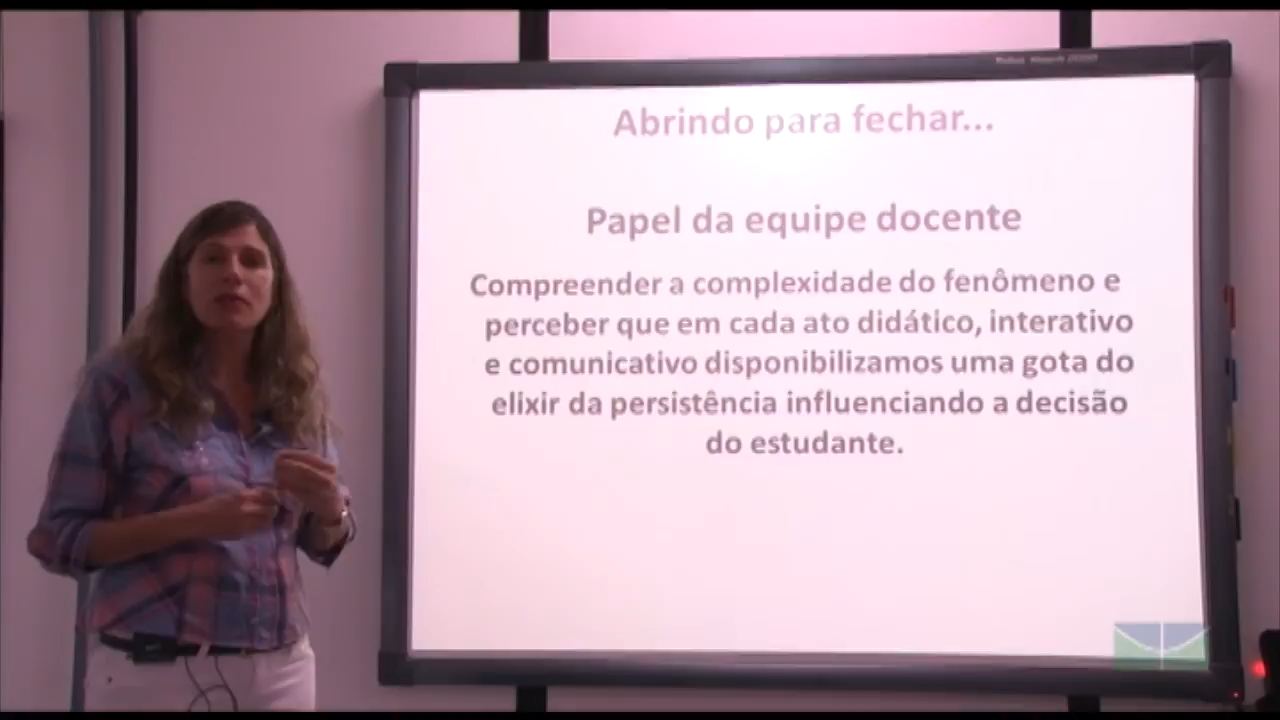 Abrindo para fechar...
Papel da equipe docente
Compreender a complexidade do fenômeno e
perceber que em cada ato didático, interativo
e comunicativo disponibilizamos uma gota do
elixir da persistência influenciando a decisão
do estudante.